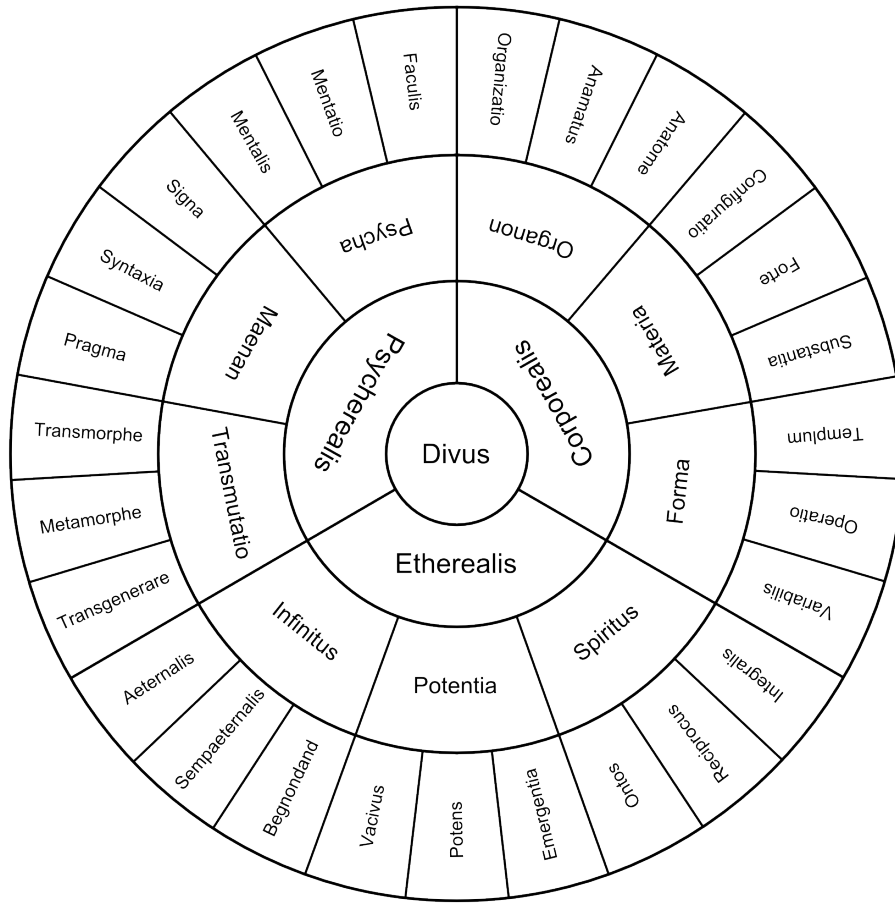 Divus
Corporealis
Etherealis
Psycherealis
Organon
Materia
Forma
Spiritus
Potentia
Infinitus
Transmutatio
Maenan
Psycha
Organizatio
Anamatus
Anatome
Configuratio
Forte
Substantia
Templum
Operatio
Variabilis
Integralis
Reciprocus
Ontos
Emergentia
Potens
Vacivus
Begnondand
Sempaeternalis
Aeternalis
Transgenerare
Metamorphe
Transmorphe
Pragma
Syntaxia
Signa
Mentalis
Mentatio
Faculis